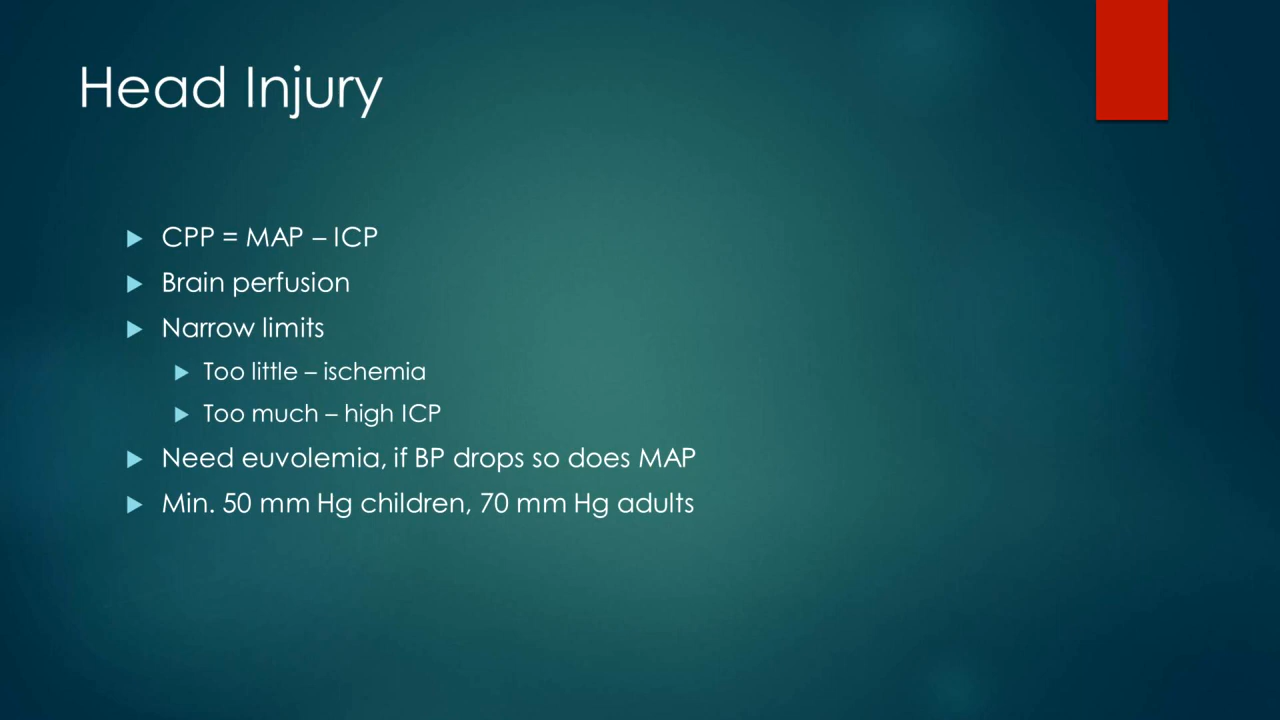 Head Injury
CPP = MAP – ICP
Brain perfusion
Narrow limits
Too little – ischemia
Too much – high ICP
Need euvolemia, if BP drops so does MAP
Min. 50 mm Hg children, 70 mm Hg adults